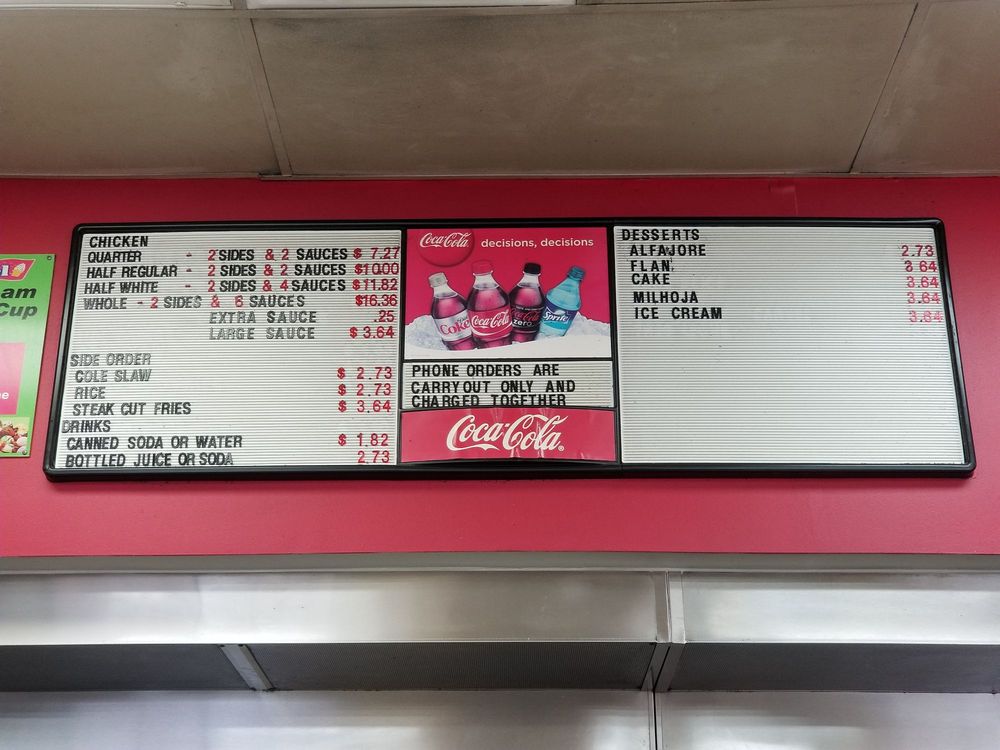 CHICKEN
QUARTER - 2 SIDES & 2 SAUCES $ 7.27
HALF REGULAR - 2 SIDES & 2 SAUCES $10.00
HALF WHITE - 2 SIDES & 4 SAUCES $11.82
WHOLE - 2 SIDES & 6 SAUCES $16.36
EXTRA SAUCE .25
LARGE SAUCE $ 3.64
SIDE ORDER
COLE SLAW $ 2.73
RICE $ 2.73
STEAK CUT FRIES $ 3.64
DRINKS
CANNED SODA OR WATER $ 1.82
BOTTLED JUICE OR SODA 2.73
Coca-Cola decisions, decisions
Coke Coca-Cola Coca-Cola zero Sprite
PHONE ORDERS ARE
CARRY OUT ONLY AND
CHARGED TOGETHER
Coca-Cola
DESSERTS
ALFAJORE 2.73
FLAN 3.64
CAKE 3.64
MILHOJA 3.64
ICE CREAM 3.64
am
Cup